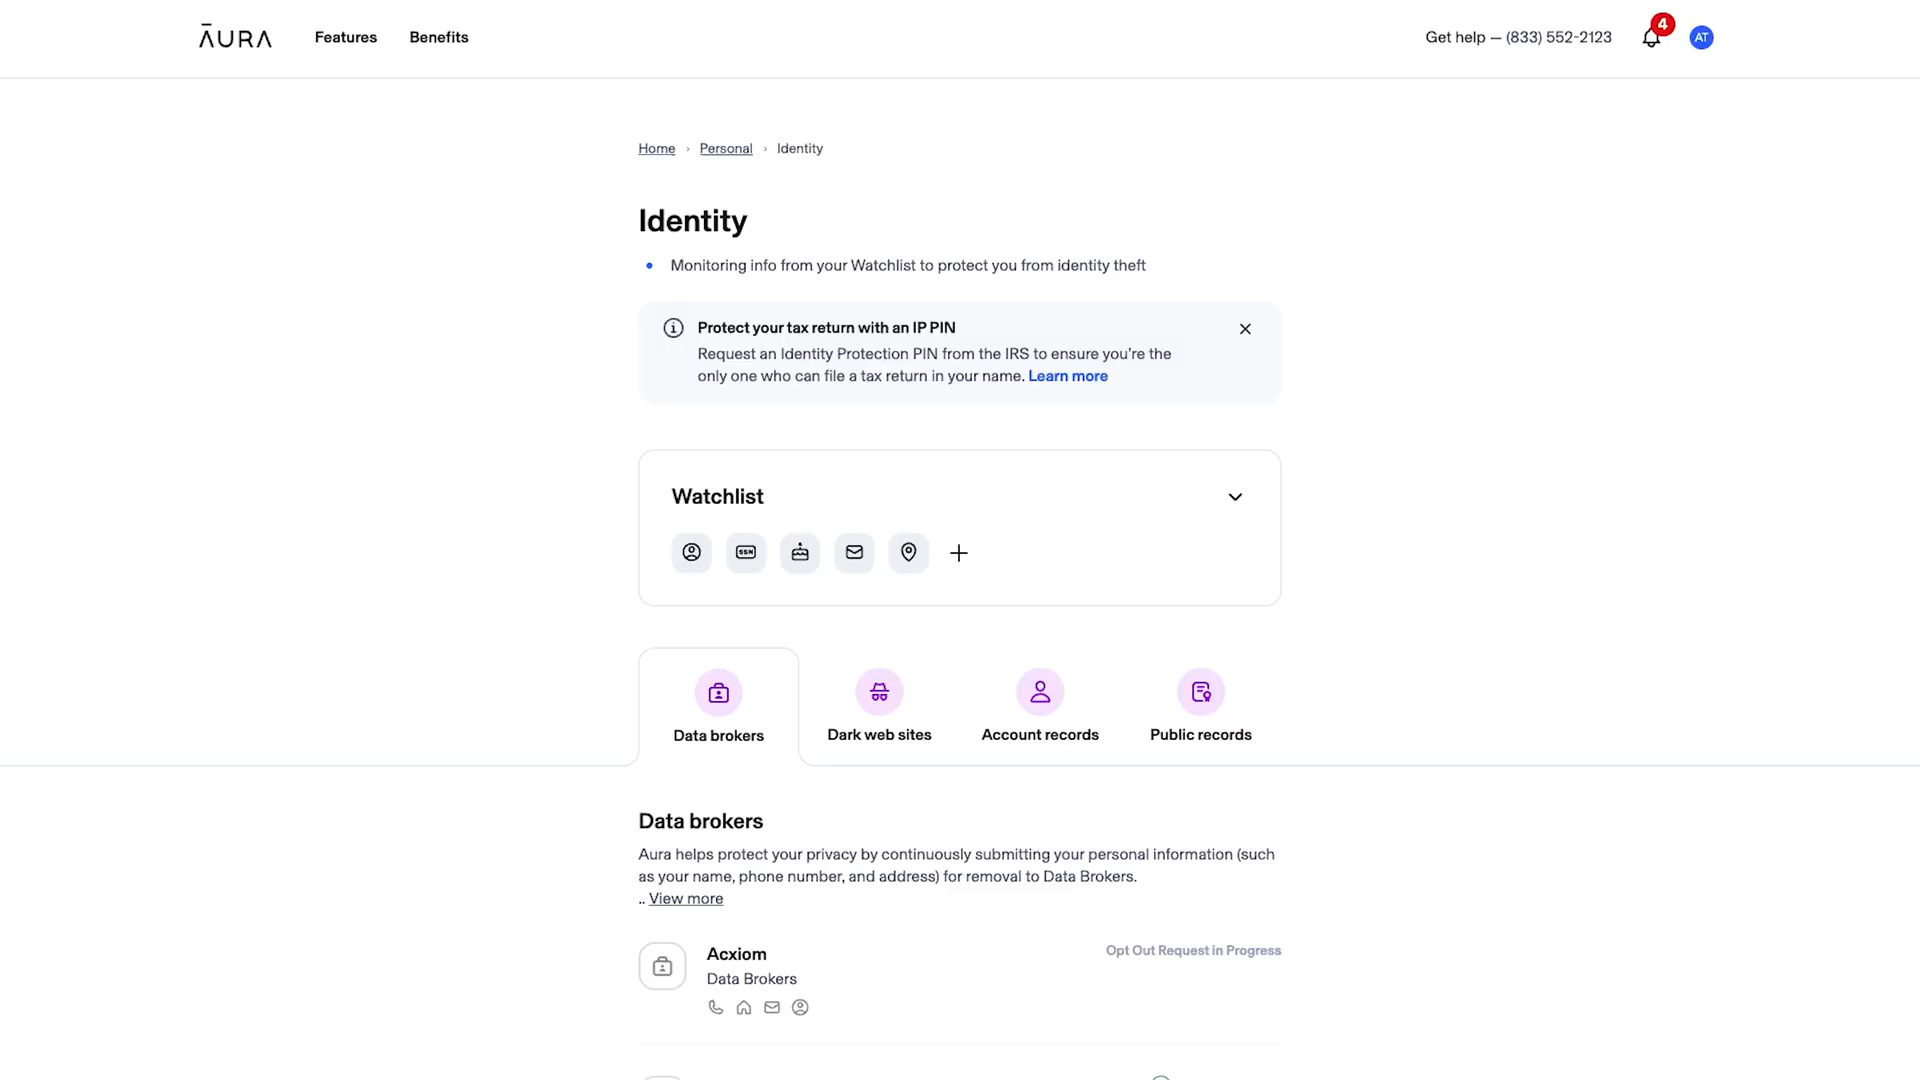 ĀURA
Features
Benefits
Get help — (833) 552-2123
4
AT
Home › Personal › Identity
Identity
• Monitoring info from your Watchlist to protect you from identity theft
Protect your tax return with an IP PIN
Request an Identity Protection PIN from the IRS to ensure you're the
only one who can file a tax return in your name. Learn more
Watchlist
SSN
Data brokers
Dark web sites
Account records
Public records
Data brokers
Aura helps protect your privacy by continuously submitting your personal information (such
as your name, phone number, and address) for removal to Data Brokers.
.. View more
Acxiom
Opt Out Request in Progress
Data Brokers